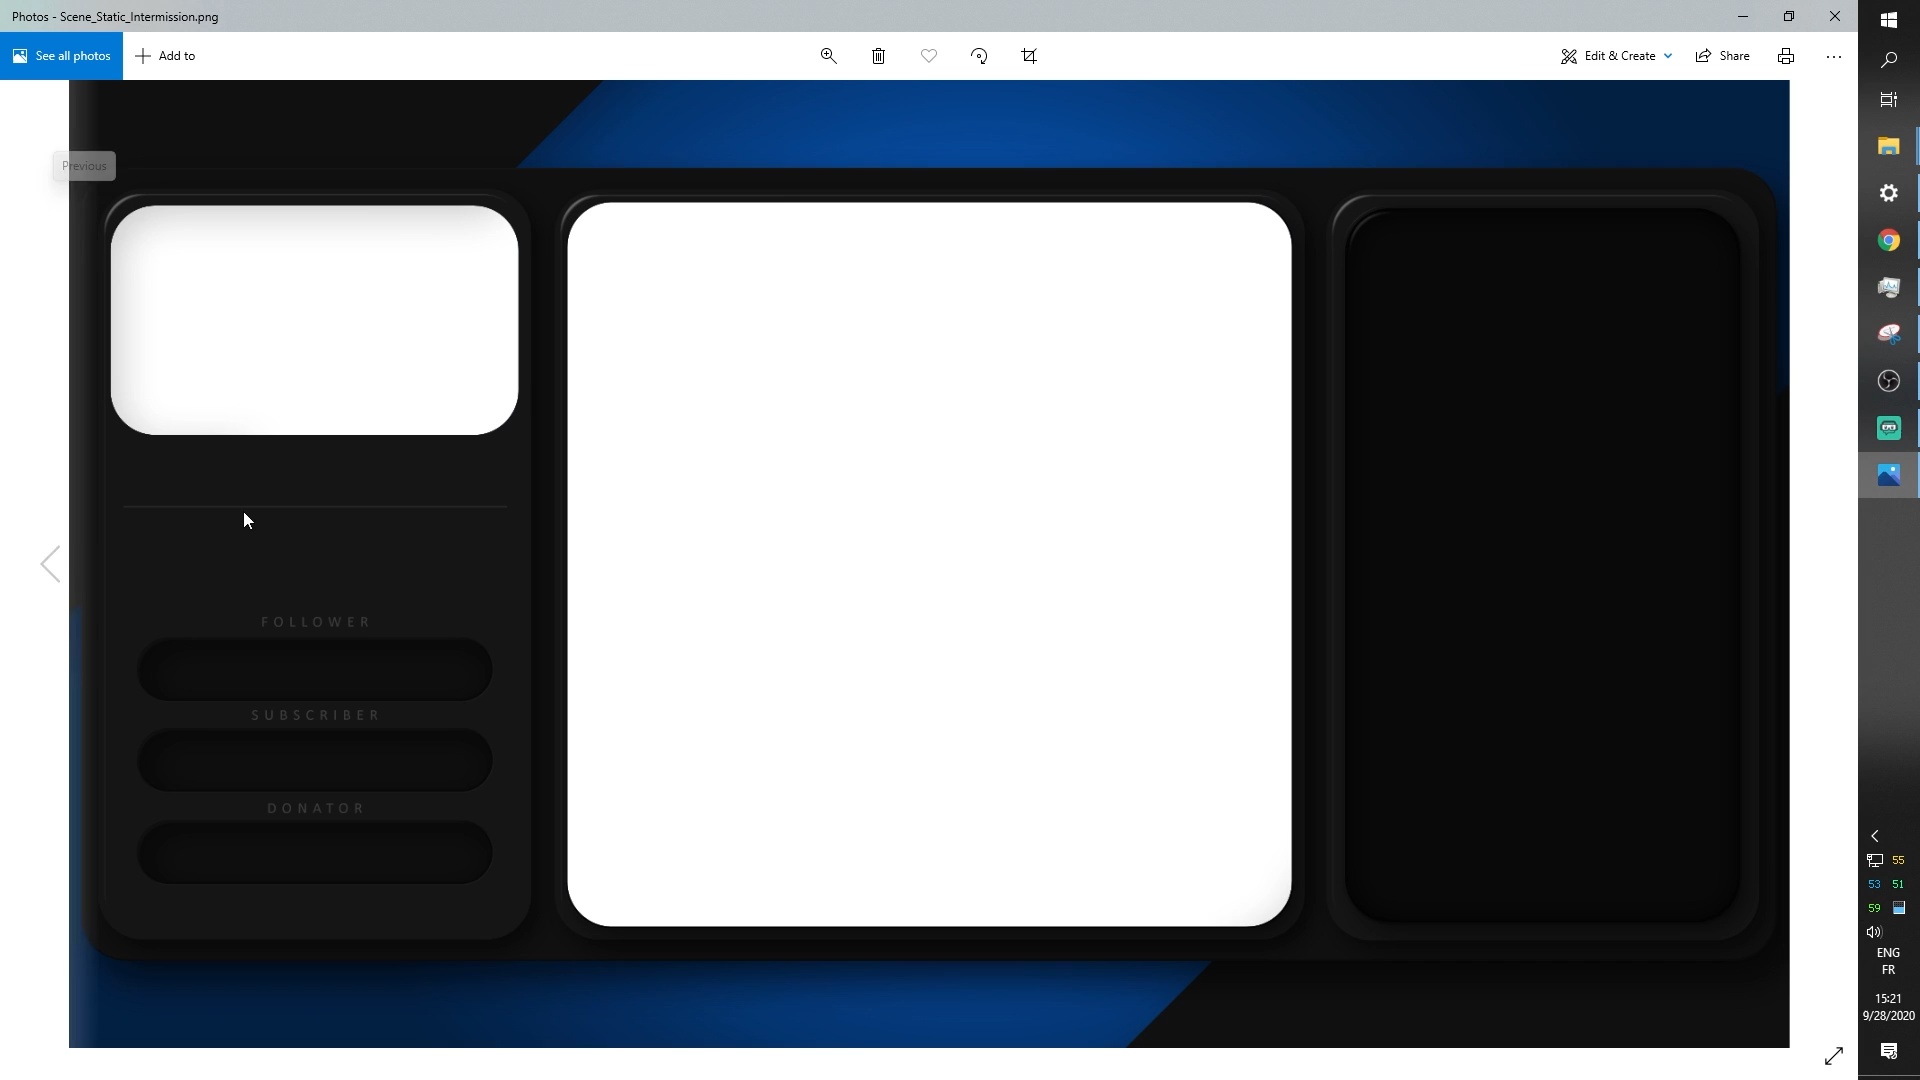 Photos - Scene_Static_Intermission.png
See all photos
Add to
Edit & Create
Share
Previous
FOLLOWER
SUBSCRIBER
DONATOR
55
53 51
59
ENG
FR
15:21
9/28/2020